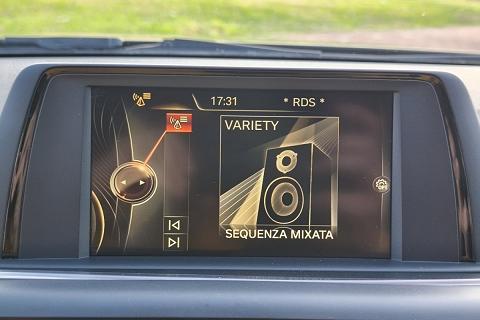 17:31 * RDS *
VARIETY
SEQUENZA MIXATA